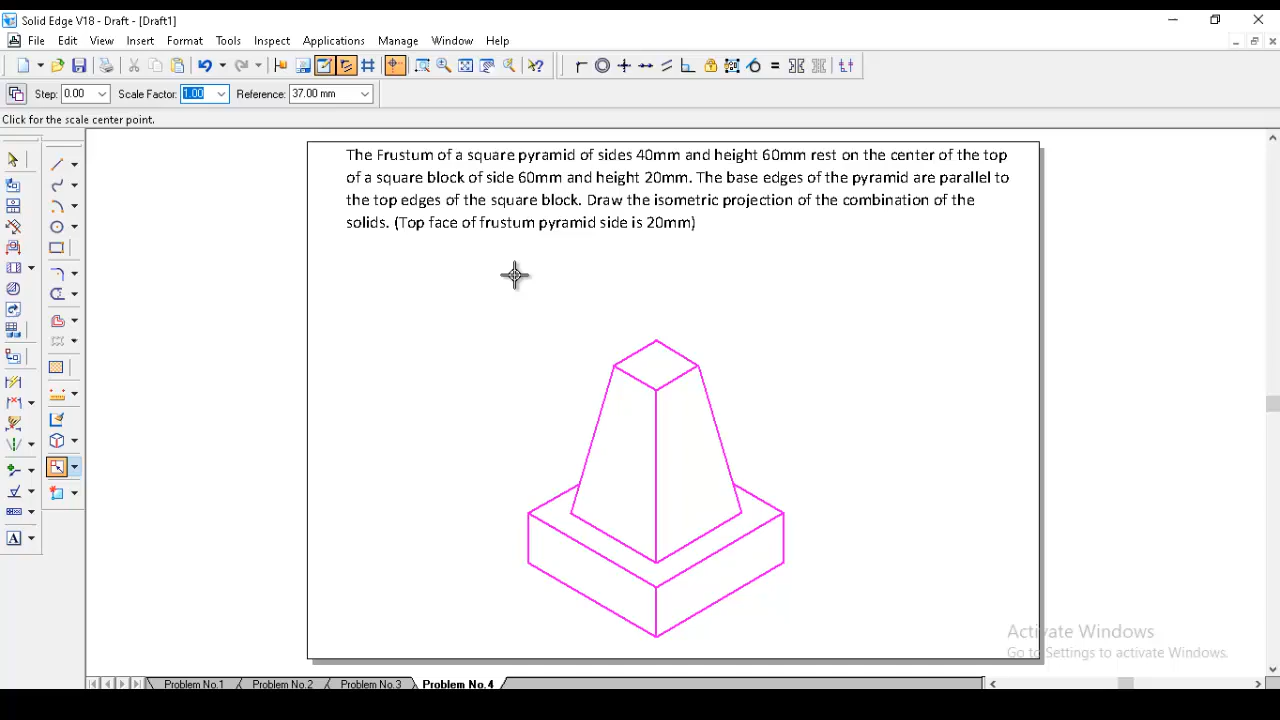 Solid Edge V18 - Draft - [Draft1]
File Edit View Insert Format Tools Inspect Applications Manage Window Help
Step: 0.00 Scale Factor: 1.00 Reference: 37.00 mm
Click for the scale center point.
The Frustum of a square pyramid of sides 40mm and height 60mm rest on the center of the top
of a square block of side 60mm and height 20mm. The base edges of the pyramid are parallel to
the top edges of the square block. Draw the isometric projection of the combination of the
solids. (Top face of frustum pyramid side is 20mm)
A
Activate Windows
Go to Settings to activate Windows.
Problem No.1 Problem No.2 Problem No.3 Problem No.4